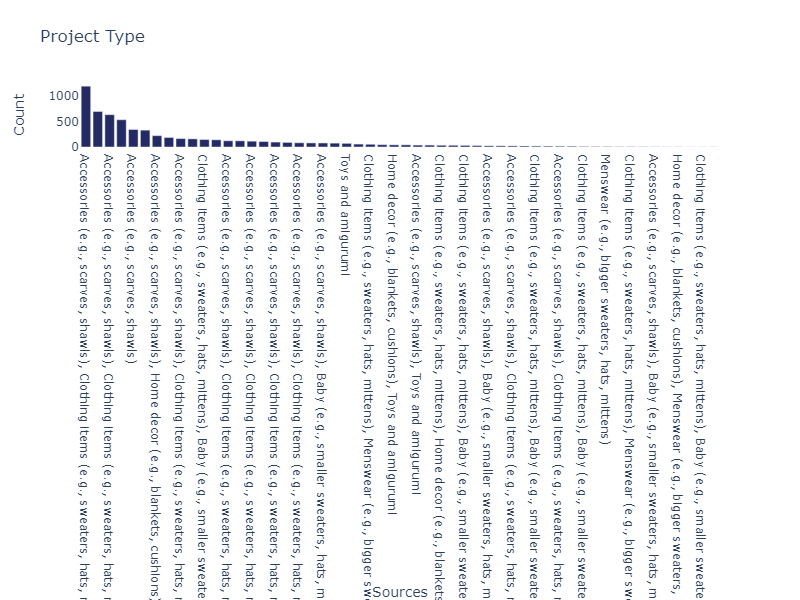 Project Type
Count
1000
500
0
Accessories (e.g., scarves, shawls), Clothing Items (e.g., sweaters, hats,
Accessories (e.g., scarves, shawls), Clothing Items (e.g., sweaters, hats,
Accessories (e.g., scarves, shawls)
Accessories (e.g., scarves, shawls), Home decor (e.g., blankets, cushions)
Accessories (e.g., scarves, shawls), Clothing Items (e.g., sweaters, hats,
Clothing Items (e.g., sweaters, hats, mittens), Baby (e.g., smaller sweate
Accessories (e.g., scarves, shawls), Clothing Items (e.g., sweaters, hats,
Accessories (e.g., scarves, shawls), Clothing Items (e.g., sweaters, hats,
Accessories (e.g., scarves, shawls), Clothing Items (e.g., sweaters, hats,
Accessories (e.g., scarves, shawls), Clothing Items (e.g., sweaters, hats,
Accessories (e.g., scarves, shawls), Baby (e.g., smaller sweaters, hats, m
Toys and amigurumi
Clothing Items (e.g., sweaters, hats, mittens), Menswear (e.g., bigger sw
Home decor (e.g., blankets, cushions), Toys and amigurumi
Accessories (e.g., scarves, shawls), Toys and amigurumi
Clothing Items (e.g., sweaters, hats, mittens), Home decor (e.g., blankets
Clothing Items (e.g., sweaters, hats, mittens), Baby (e.g., smaller sweate
Accessories (e.g., scarves, shawls), Baby (e.g., smaller sweaters, hats, m
Accessories (e.g., scarves, shawls), Clothing Items (e.g., sweaters, hats,
Clothing Items (e.g., sweaters, hats, mittens), Baby (e.g., smaller sweate
Accessories (e.g., scarves, shawls), Clothing Items (e.g., sweaters, hats,
Clothing Items (e.g., sweaters, hats, mittens), Baby (e.g., smaller sweate
Menswear (e.g., bigger sweaters, hats, mittens)
Clothing Items (e.g., sweaters, hats, mittens), Menswear (e.g., bigger sw
Accessories (e.g., scarves, shawls), Baby (e.g., smaller sweaters, hats, m
Home decor (e.g., blankets, cushions), Menswear (e.g., bigger sweaters,
Clothing Items (e.g., sweaters, hats, mittens), Baby (e.g., smaller sweate
Sources